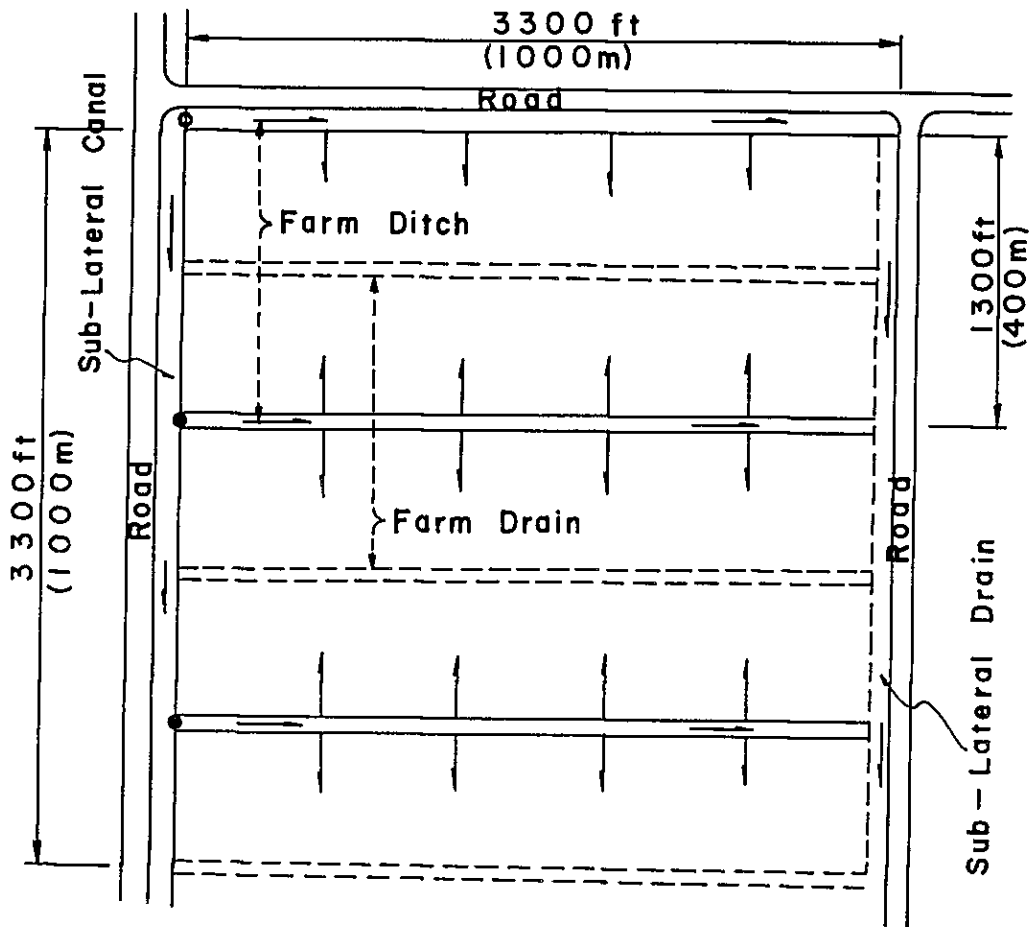 3300 ft
(1000m)
Road
Sub-Lateral Canal
Farm Ditch
1300ft
(400m)
3300ft
(1000m)
Road
Farm Drain
Road
Sub-Lateral Drain